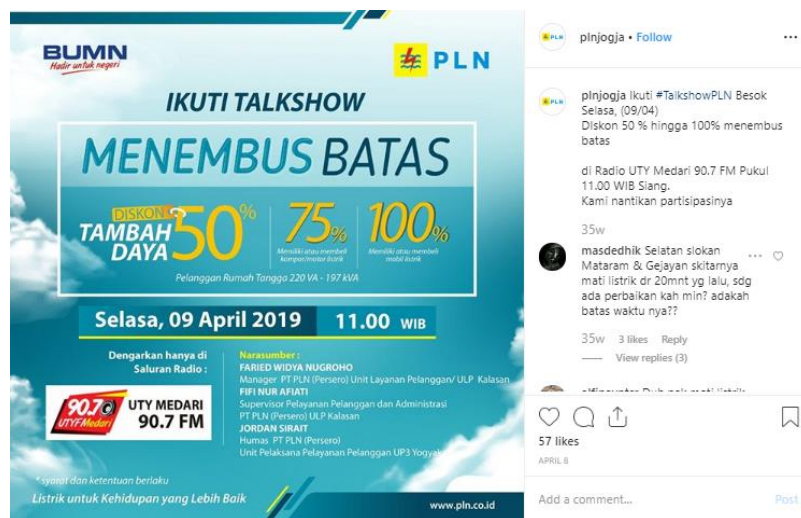 BUMN
Hadir untuk negeri
PLN
IKUTI TALKSHOW
MENEMBUS BATAS
DISKON
TAMBAH DAYA 50%
75%
Memiliki atau membeli
kompor/motor listrik
100%
Memiliki atau membeli
mobil listrik
Pelanggan Rumah Tangga 220 VA - 197 kVA
Selasa, 09 April 2019 11.00 WIB
Dengarkan hanya di
Saluran Radio :
90.7
UTYFMedari
UTY MEDARI
90.7 FM
Narasumber :
FARIED WIDYA NUGROHO
Manager PT PLN (Persero) Unit Layanan Pelanggan/ ULP Kalasan
FIFI NUR AFIATI
Supervisor Pelayanan Pelanggan dan Administrasi
PT PLN (Persero) ULP Kalasan
JORDAN SIRAIT
Humas PT PLN (Persero)
Unit Pelaksana Pelayanan Pelanggan UP3 Yogyak
* syarat dan ketentuan berlaku
Listrik untuk Kehidupan yang Lebih Baik
www.pln.co.id
PLN
plnjogja • Follow
PLN
plnjogja Ikuti #TalkshowPLN Besok
Selasa, (09/04)
Diskon 50 % hingga 100% menembus
batas
di Radio UTY Medari 90.7 FM Pukul
11.00 WIB Siang.
Kami nantikan partisipasinya
35w
masdedhik Selatan slokan
Mataram & Gejayan skitarnya
mati listrik dr 20mnt yg lalu, sdg
ada perbaikan kah min? adakah
batas waktu nya??
35w 3 likes Reply
View replies (3)
57 likes
APRIL 8
Add a comment... Post